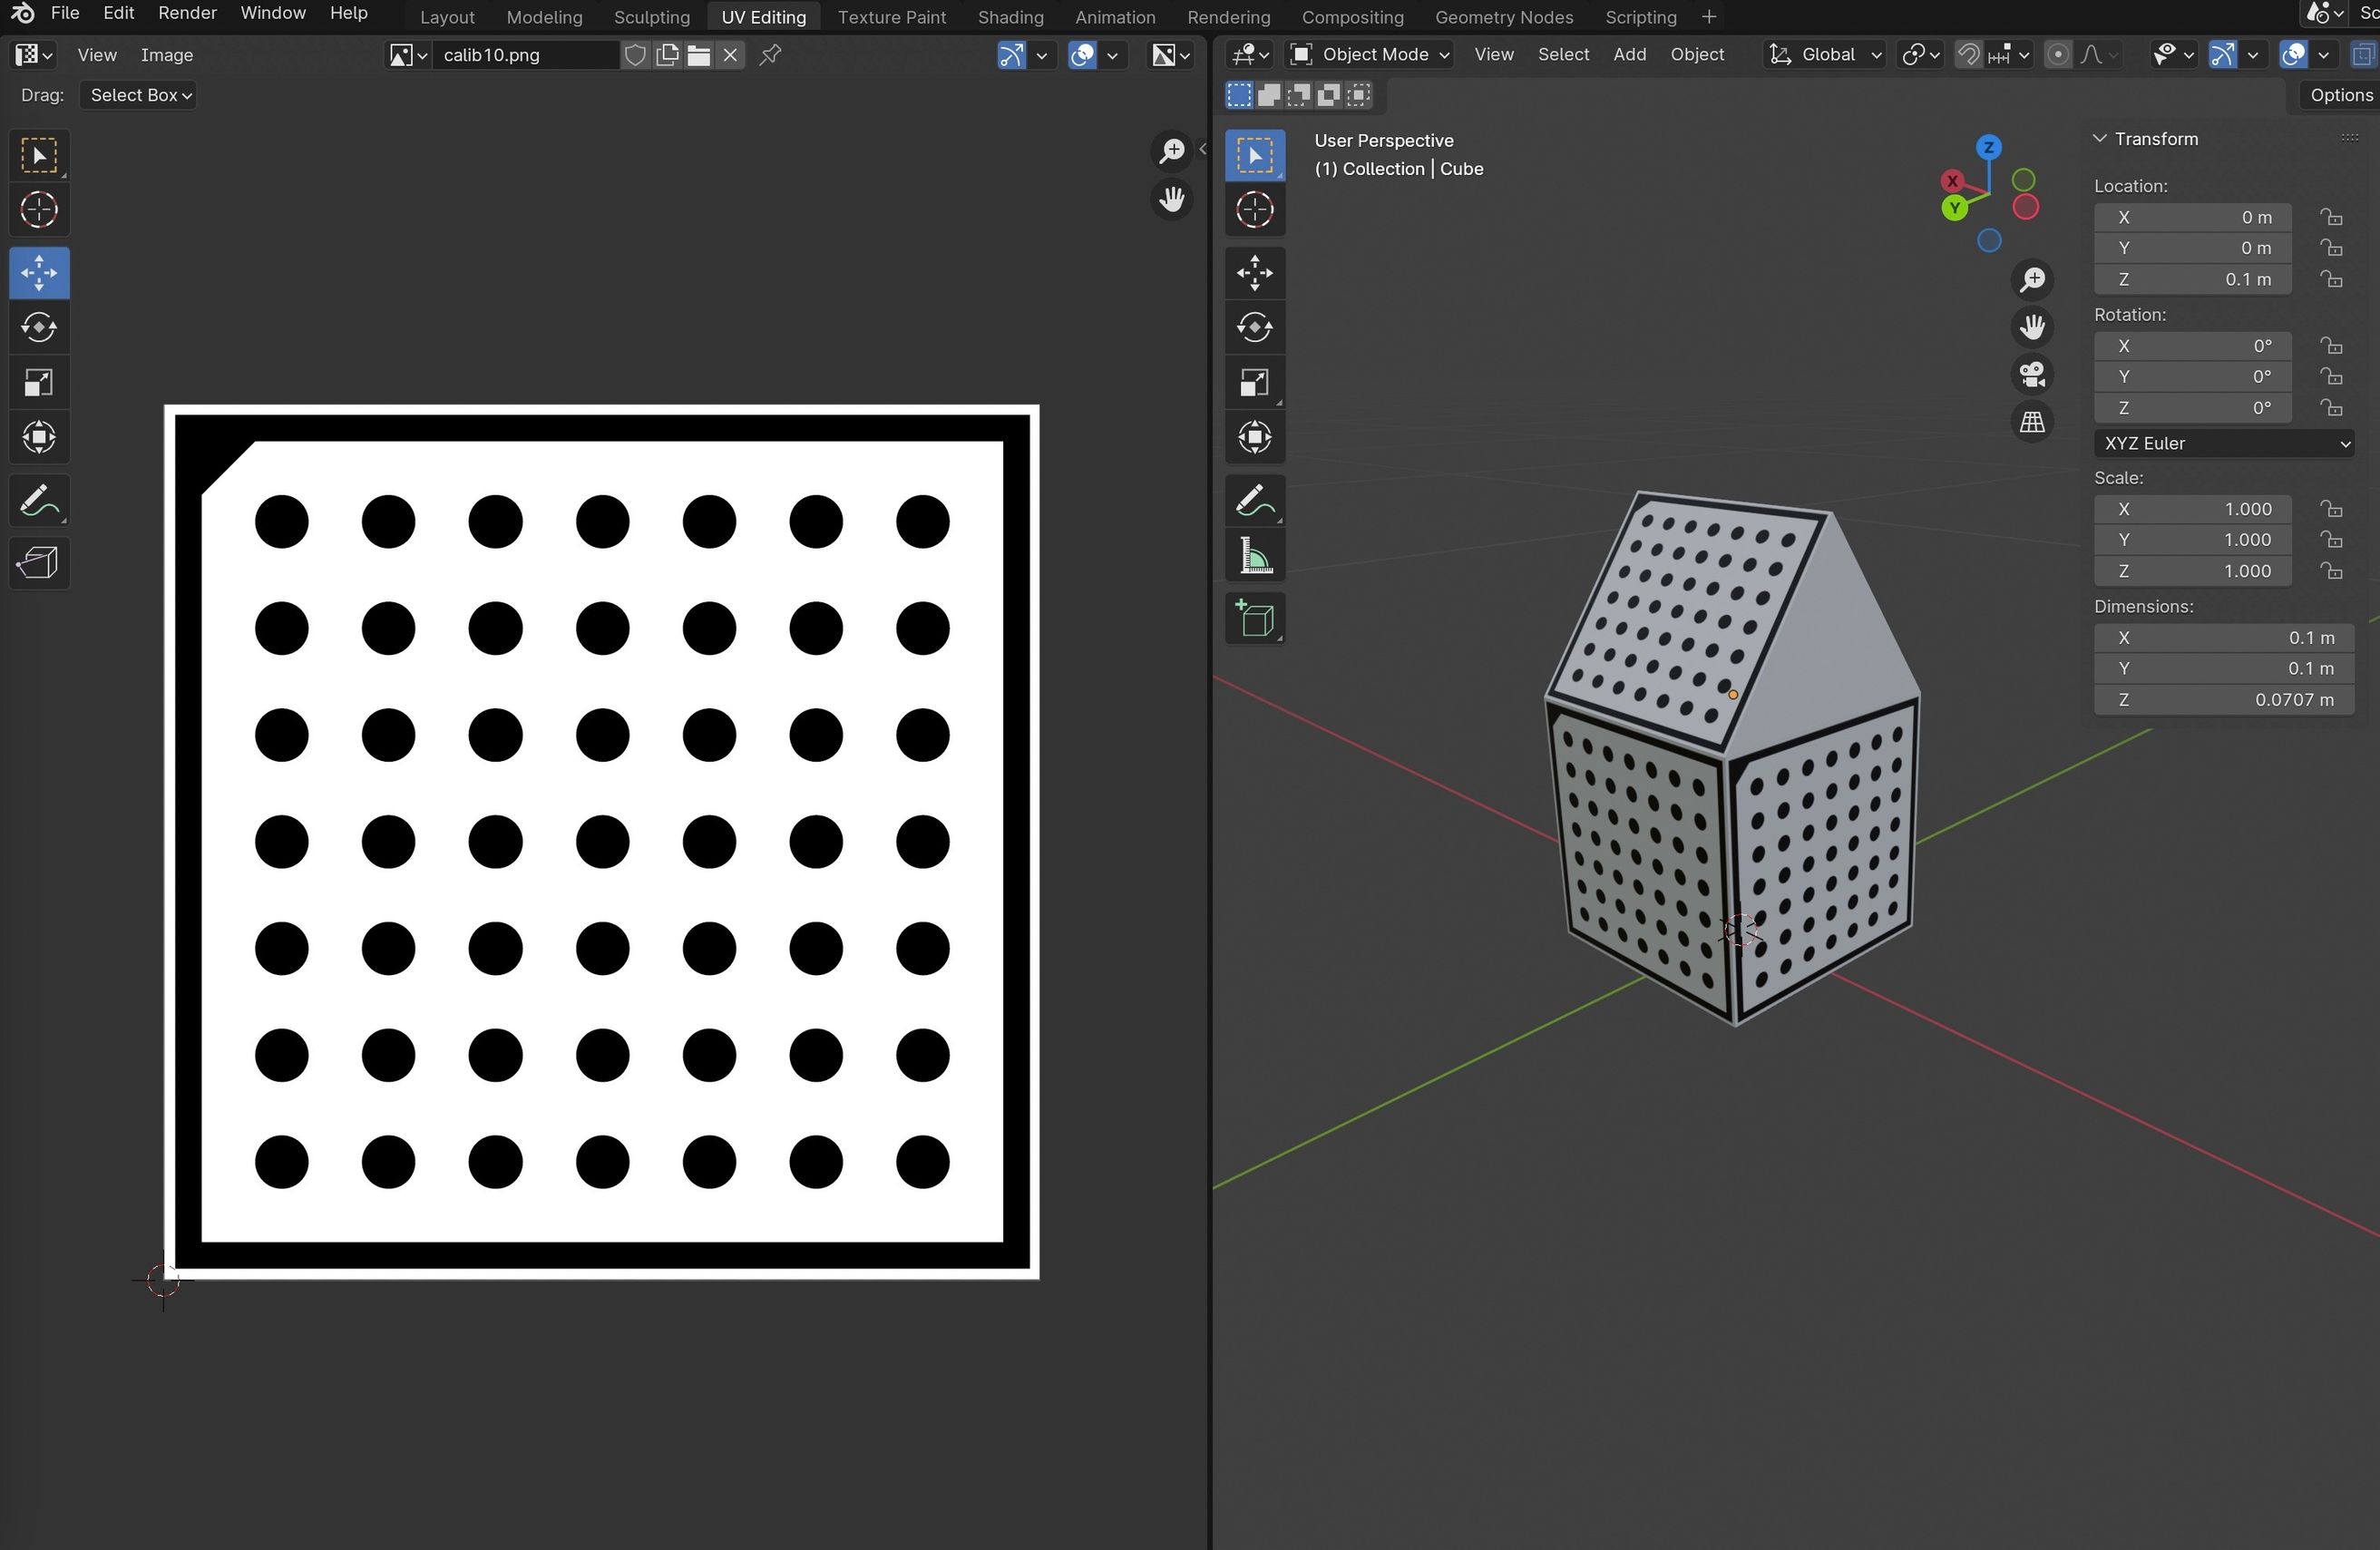 File Edit Render Window Help Layout Modeling Sculpting UV Editing Texture Paint Shading Animation Rendering Compositing Geometry Nodes Scripting + Sc
View Image calib10.png
Drag: Select Box
Object Mode View Select Add Object Global
Options
User Perspective
(1) Collection | Cube
Z
X
Y
Transform
Location:
X 0 m
Y 0 m
Z 0.1 m
Rotation:
X 0°
Y 0°
Z 0°
XYZ Euler
Scale:
X 1.000
Y 1.000
Z 1.000
Dimensions:
X 0.1 m
Y 0.1 m
Z 0.0707 m